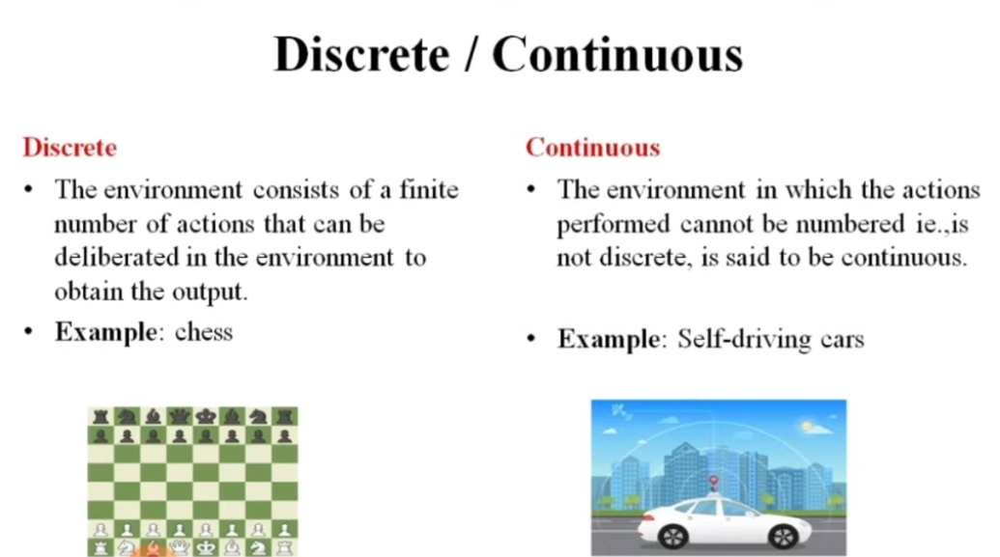 Discrete / Continuous
Discrete
• The environment consists of a finite
number of actions that can be
deliberated in the environment to
obtain the output.
• Example: chess
Continuous
• The environment in which the actions
performed cannot be numbered ie.,is
not discrete, is said to be continuous.
• Example: Self-driving cars